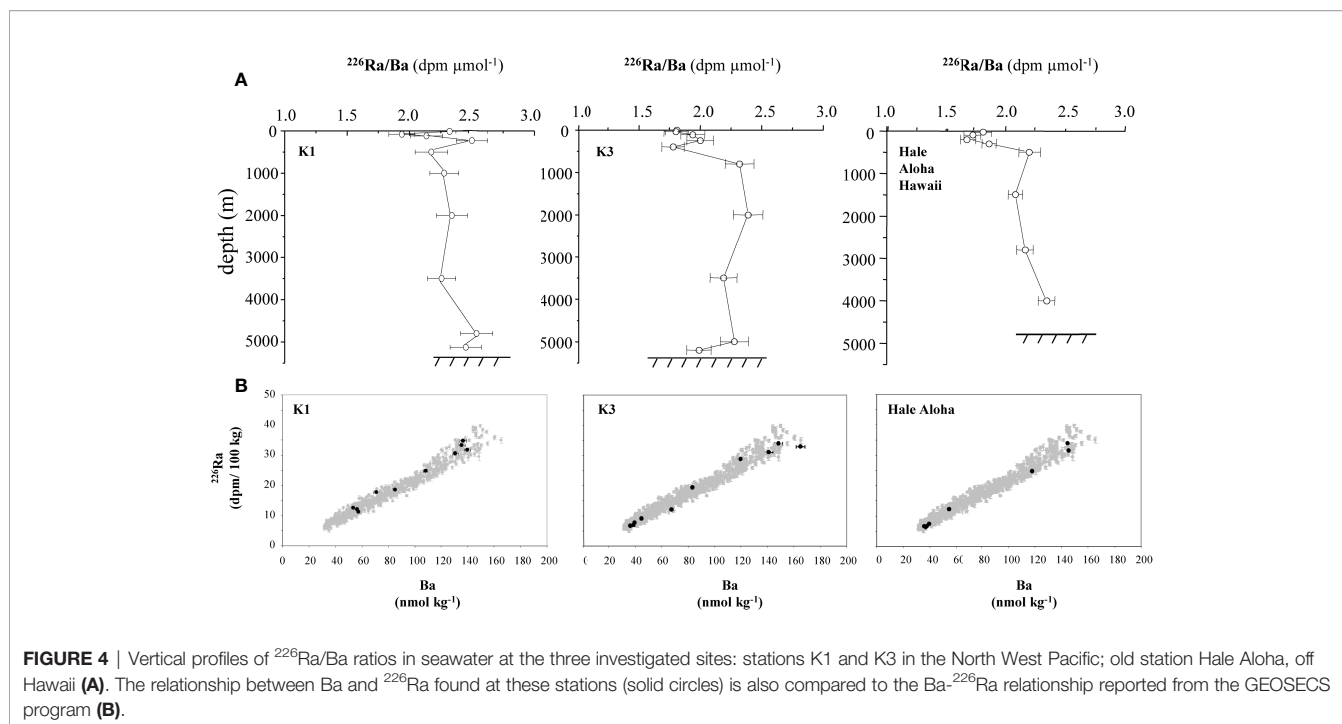 ²²⁶Ra/Ba (dpm µmol⁻¹) ²²⁶Ra/Ba (dpm µmol⁻¹) ²²⁶Ra/Ba (dpm µmol⁻¹)
A
1.0 1.5 2.0 2.5 3.0 1.0 1.5 2.0 2.5 3.0 1.0 1.5 2.0 2.5 3.0
0 0 0
K1 K3 Hale
Aloha
Hawaii
1000 1000 1000
2000 2000 2000
depth (m)
3000 3000 3000
4000 4000 4000
5000 5000 5000
B
50
K1 K3 Hale Aloha
40
30
20
10
0
²²⁶Ra
(dpm/ 100 kg)
0 20 40 60 80 100 120 140 160 180 200 0 20 40 60 80 100 120 140 160 180 200 0 20 40 60 80 100 120 140 160 180 200
Ba Ba Ba
(nmol kg⁻¹) (nmol kg⁻¹) (nmol kg⁻¹)
FIGURE 4 | Vertical profiles of ²²⁶Ra/Ba ratios in seawater at the three investigated sites: stations K1 and K3 in the North West Pacific; old station Hale Aloha, off
Hawaii (A). The relationship between Ba and ²²⁶Ra found at these stations (solid circles) is also compared to the Ba-²²⁶Ra relationship reported from the GEOSECS
program (B).